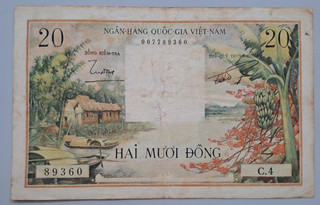 20 NGÂN-HÀNG QUỐC-GIA VIỆT-NAM 20
007789360
89360
HAI MƯƠI ĐỒNG
C.4